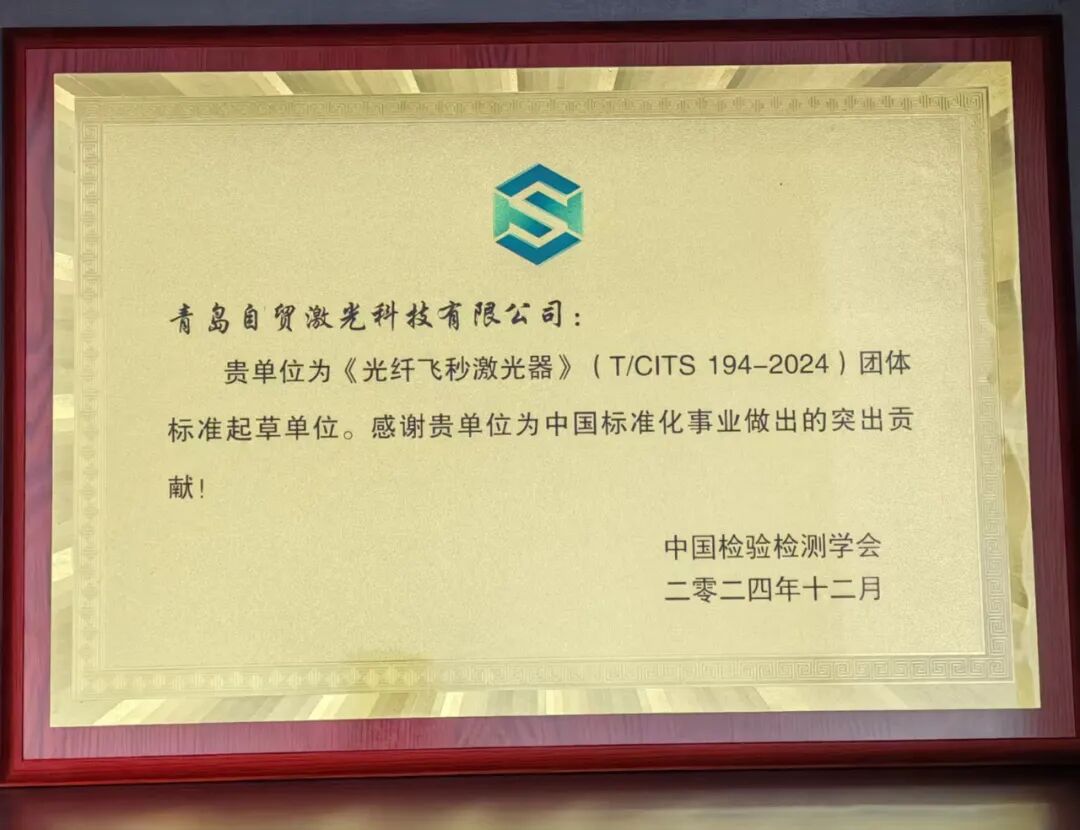 青岛自贸激光科技有限公司：
贵单位为《光纤飞秒激光器》（T/CITS 194-2024）团体
标准起草单位。感谢贵单位为中国标准化事业做出的突出贡
献！
中国检验检测学会
二零二四年十二月